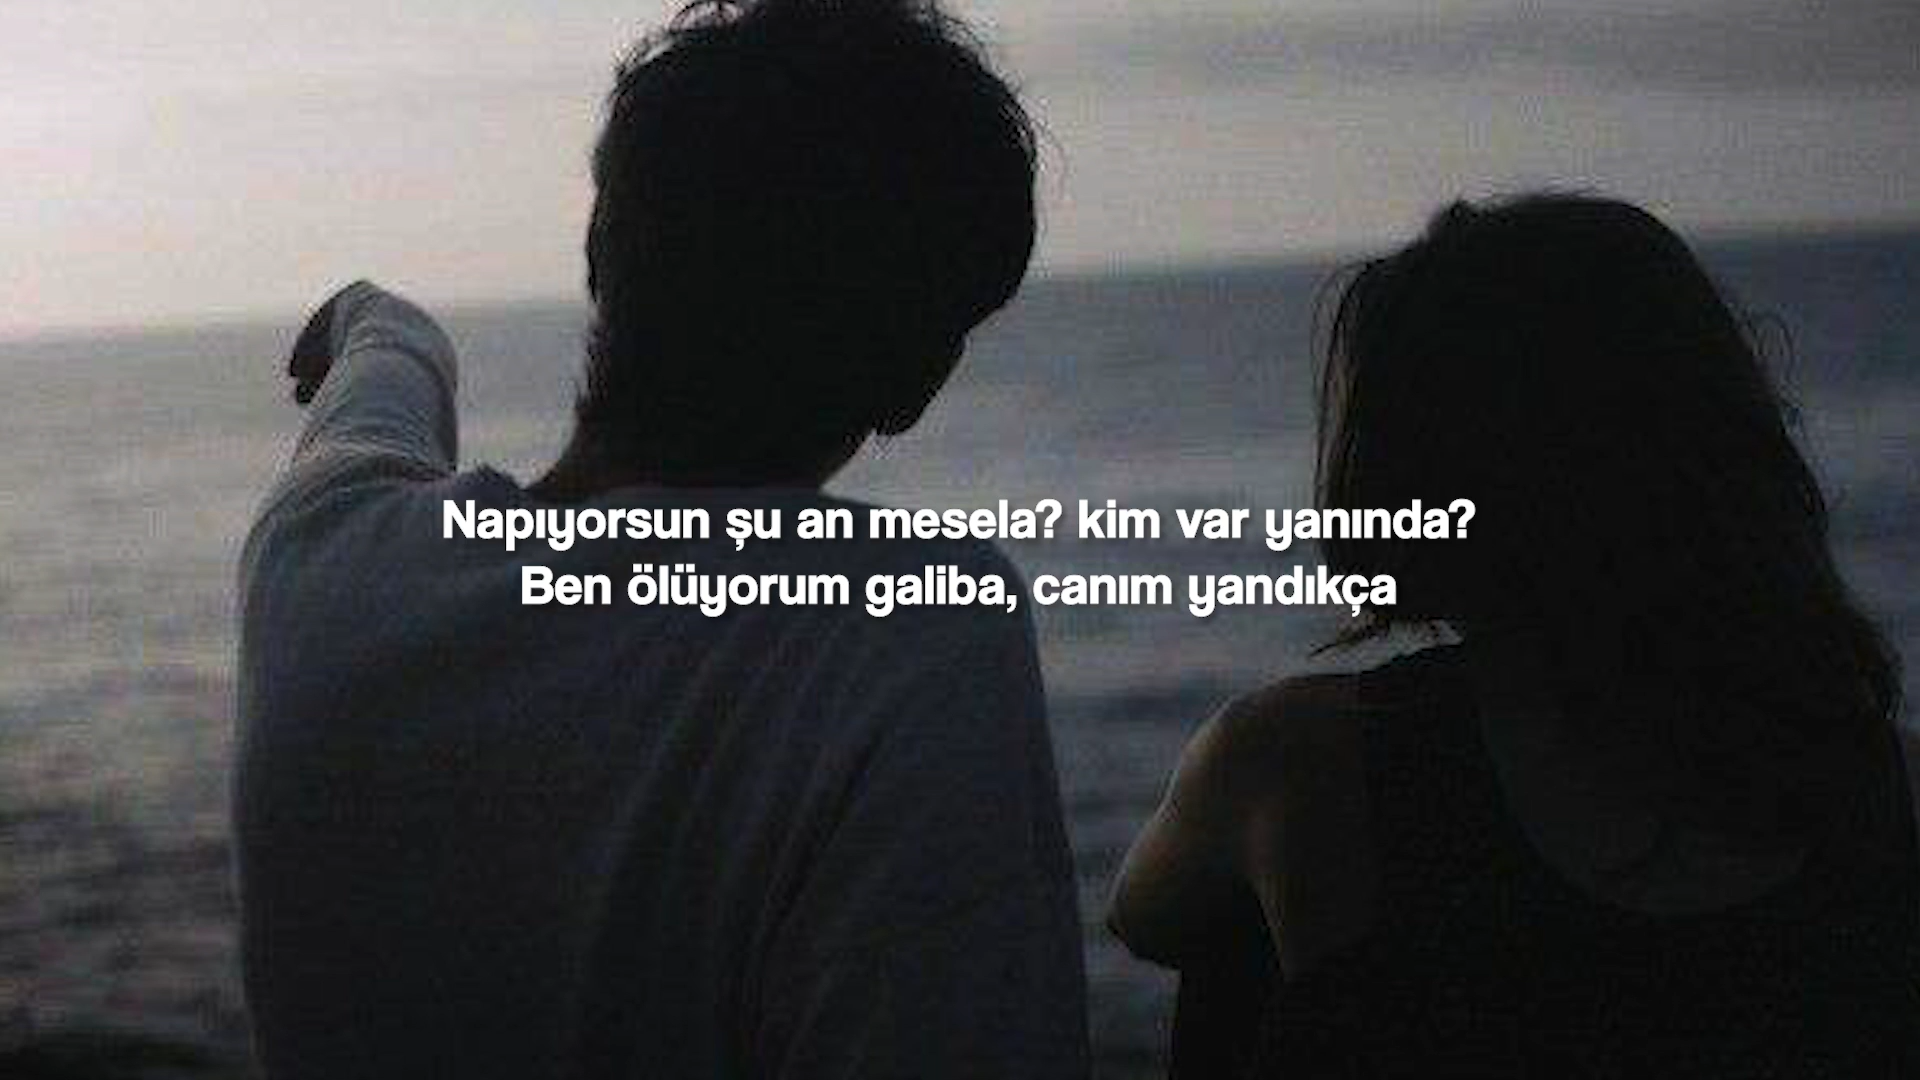 Napıyorsun şu an mesela? kim var yanında?
Ben ölüyorum galiba, canım yandıkça